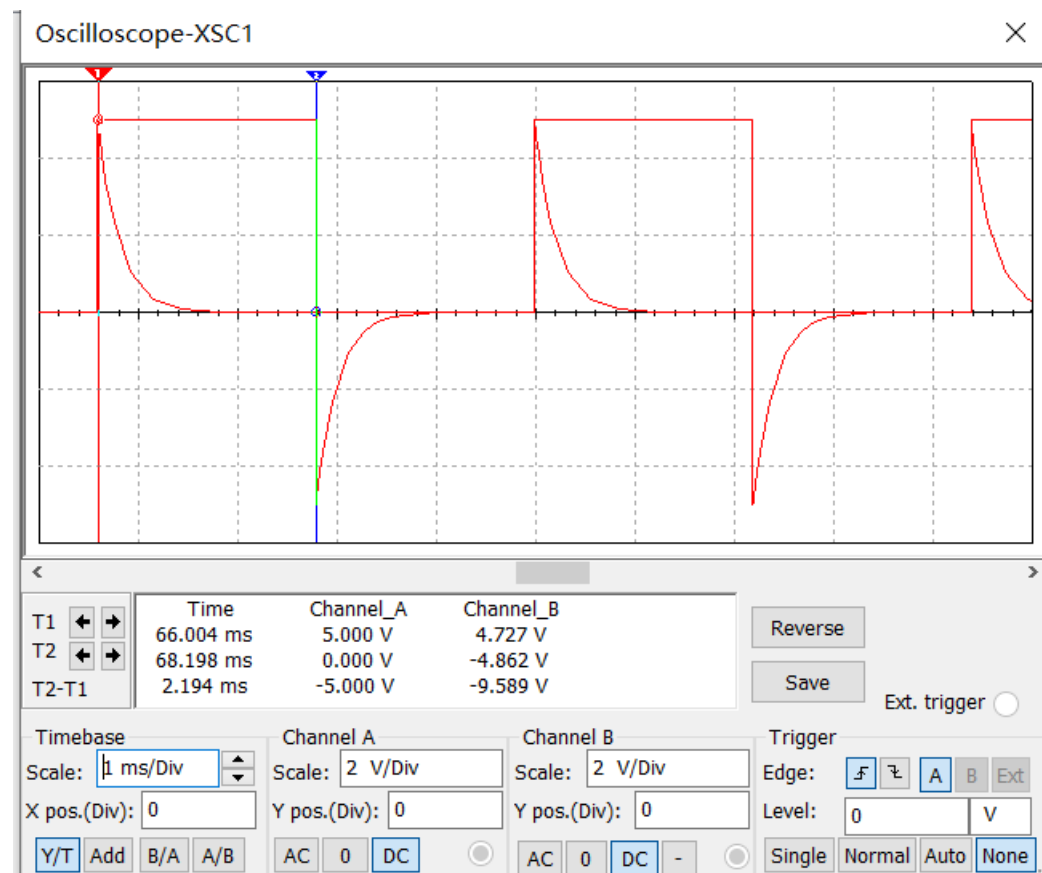 Oscilloscope-XSC1
1 2
Time Channel_A Channel_B
T1 66.004 ms 5.000 V 4.727 V
T2 68.198 ms 0.000 V -4.862 V
T2-T1 2.194 ms -5.000 V -9.589 V
Reverse
Save
Ext. trigger
Timebase Channel A Channel B Trigger
Scale: 1 ms/Div Scale: 2 V/Div Scale: 2 V/Div Edge: A B Ext
X pos.(Div): 0 Y pos.(Div): 0 Y pos.(Div): 0 Level: 0 V
Y/T Add B/A A/B AC 0 DC AC 0 DC - Single Normal Auto None